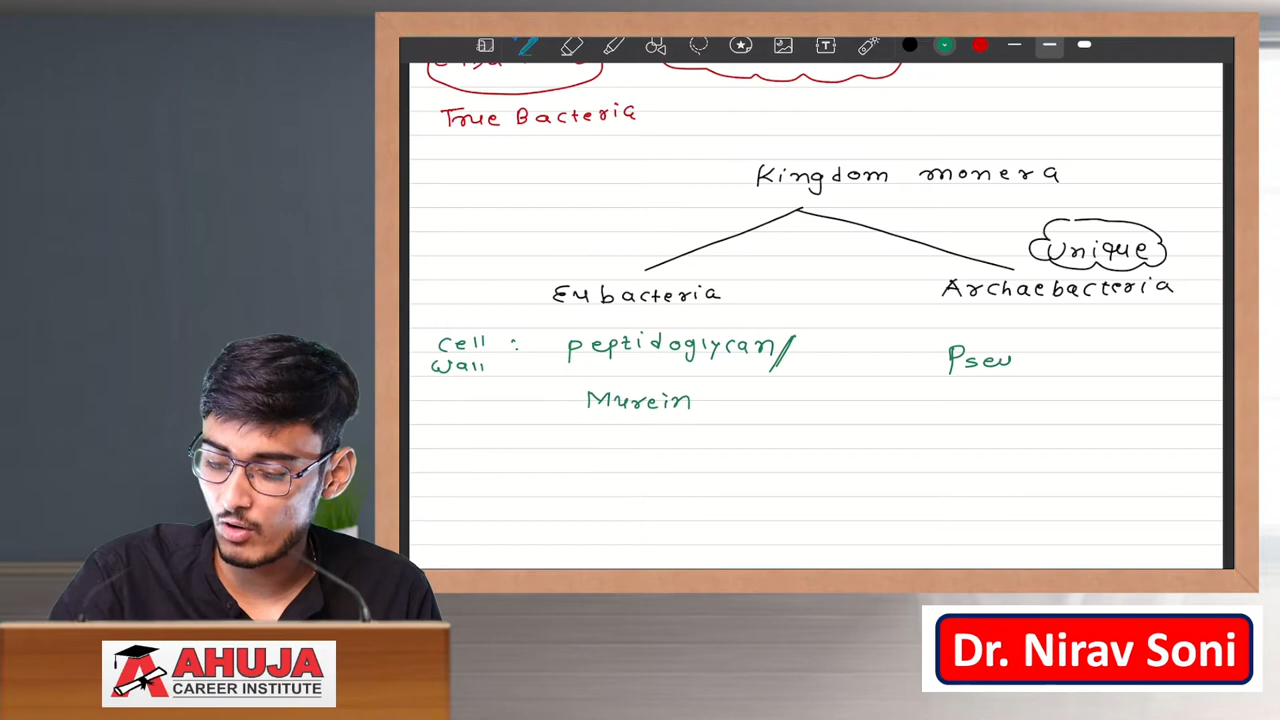 True Bacteria
Kingdom monera
Unique
Eubacteria
Archaebacteria
Cell :
wall
peptidoglycan/
Murein
Pseu
Dr. Nirav Soni
AHUJA
CAREER INSTITUTE